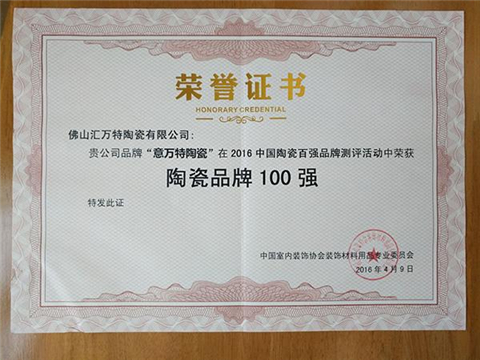 荣誉证书
HONORARY CREDENTIAL
佛山汇万特陶瓷有限公司：
贵公司品牌“意万特陶瓷”在2016中国陶瓷百强品牌测评活动中荣获
陶瓷品牌100强
特发此证
中国室内装饰协会装饰材料用品专业委员会
2016年4月9日